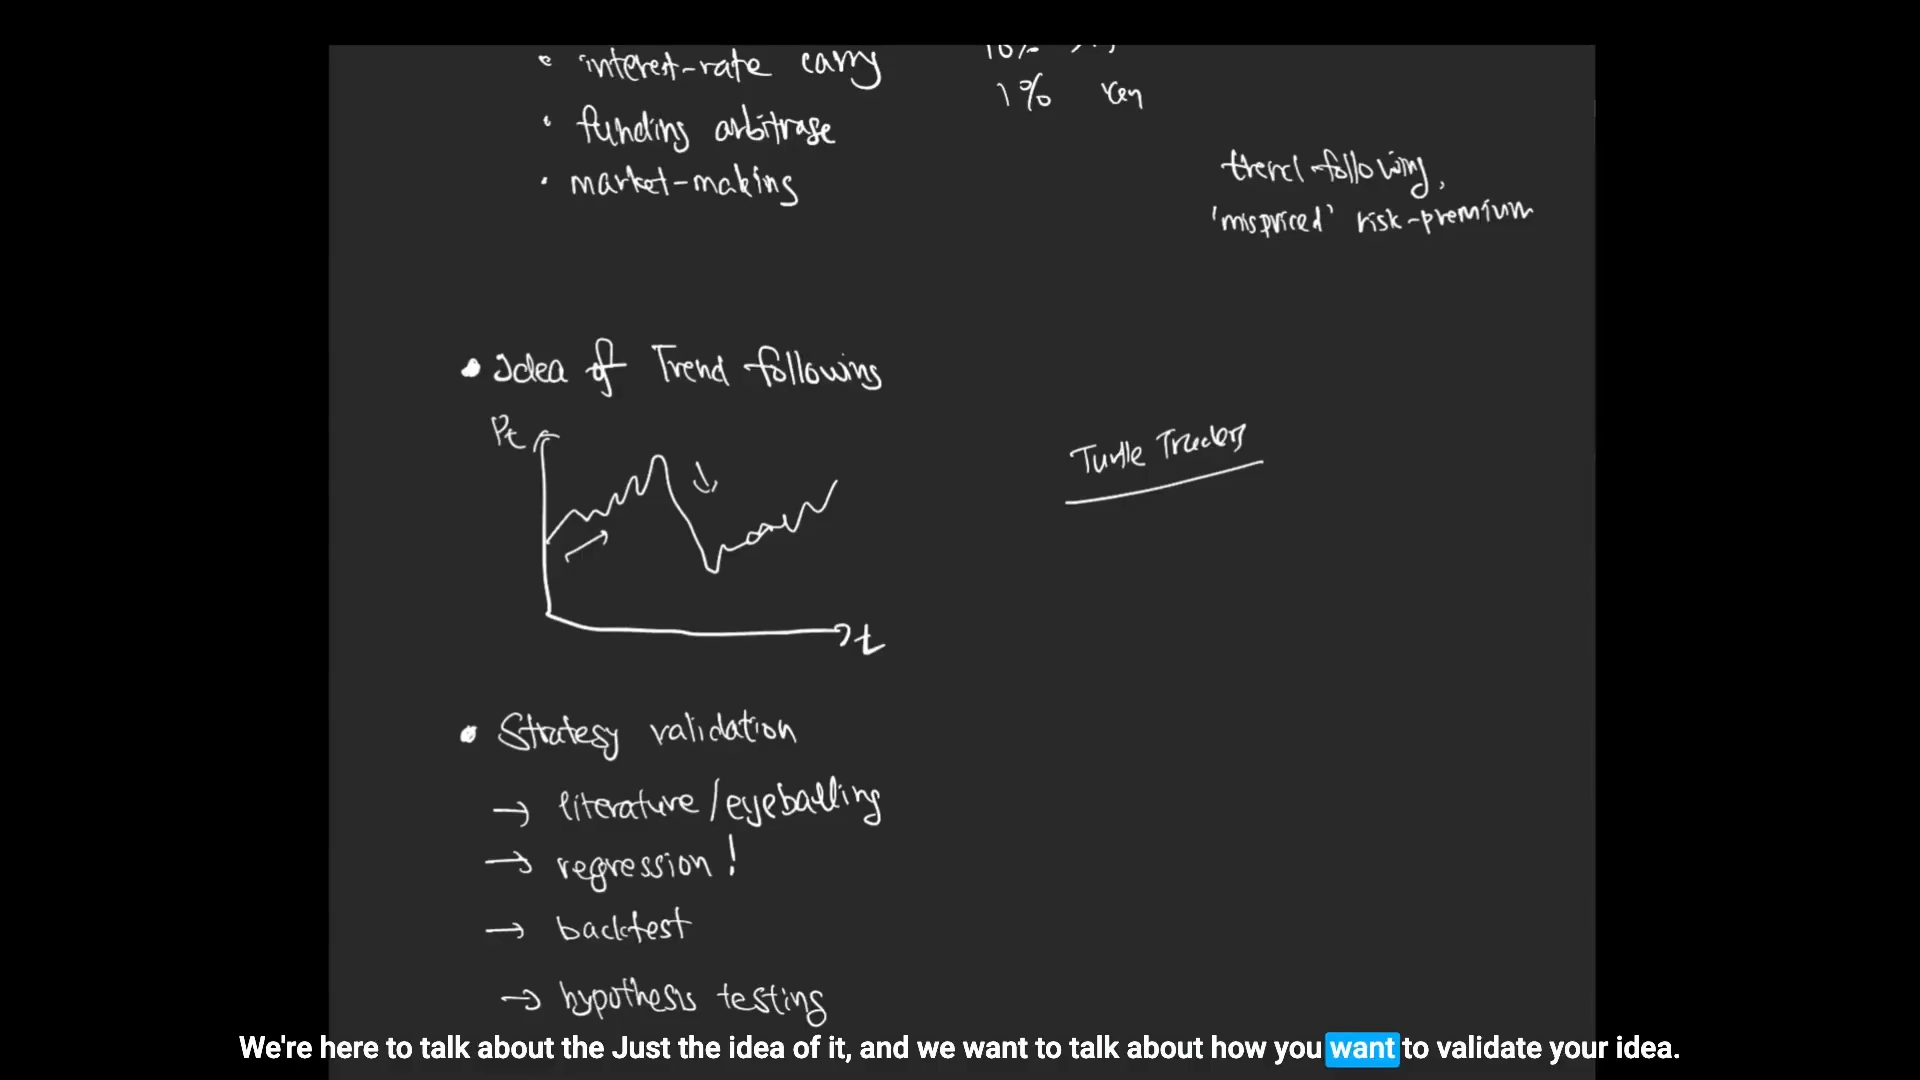 • interest-rate carry
10%
1% Yen
• funding arbitrage
• market-making
trend-following,
'mispriced' risk-premium
• Idea of Trend following
Pt
Turtle Traders
t
• Strategy validation
→ literature/eyeballing
→ regression!
→ backtest
→ hypothesis testing
We're here to talk about the Just the idea of it, and we want to talk about how you want to validate your idea.